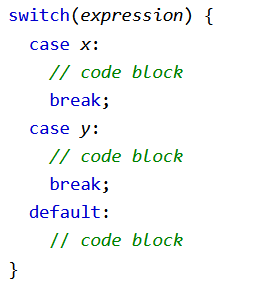 switch(expression) {
  case x:
    // code block
    break;
  case y:
    // code block
    break;
  default:
    // code block
}